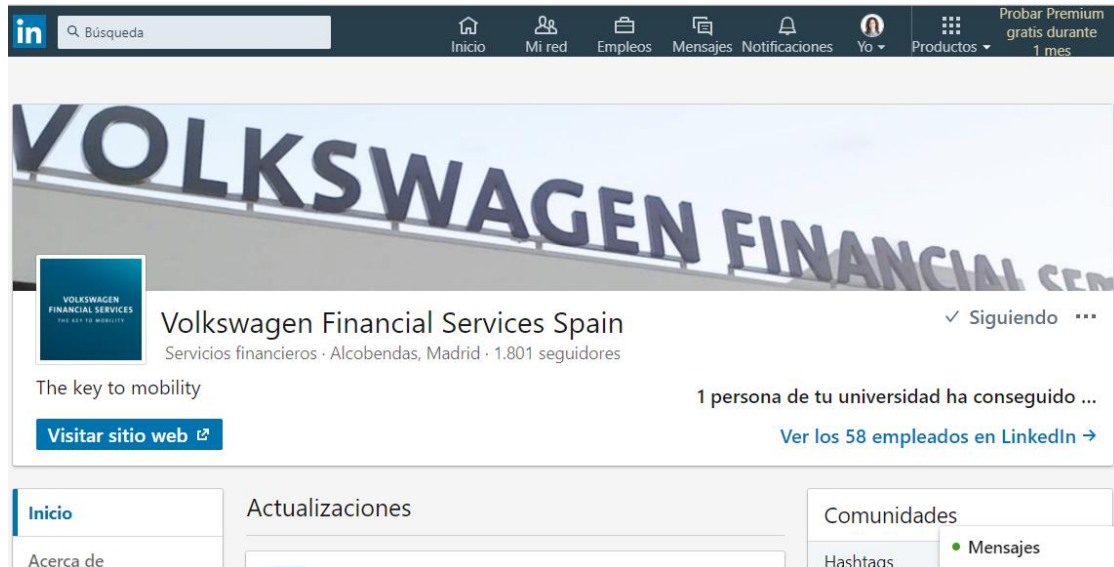 in
Búsqueda
Inicio
Mi red
Empleos
Mensajes
Notificaciones
Yo
Productos
Probar Premium
gratis durante
1 mes
VOLKSWAGEN FINANCIAL SER
VOLKSWAGEN
FINANCIAL SERVICES
THE KEY TO MOBILITY
Volkswagen Financial Services Spain
Servicios financieros · Alcobendas, Madrid · 1.801 seguidores
✓ Siguiendo ···
The key to mobility
1 persona de tu universidad ha conseguido ...
Visitar sitio web
Ver los 58 empleados en LinkedIn →
Inicio
Acerca de
Actualizaciones
Comunidades
Hashtags
Mensajes